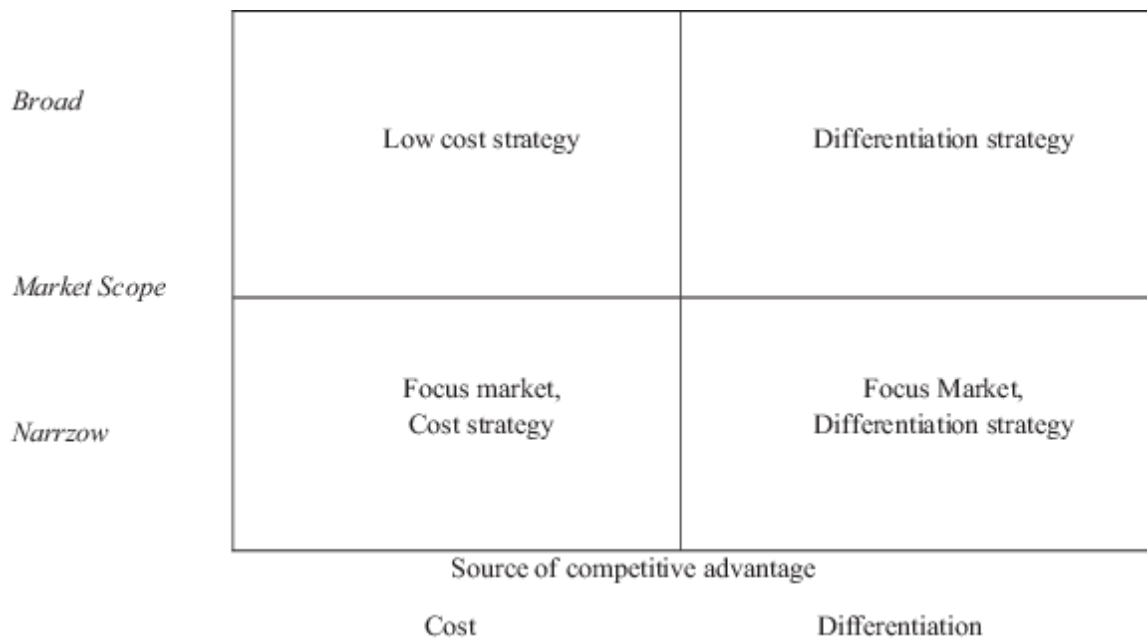 Broad
Low cost strategy
Differentiation strategy
Market Scope
Focus market,
Cost strategy
Focus Market,
Differentiation strategy
Narrzow
Source of competitive advantage
Cost
Differentiation